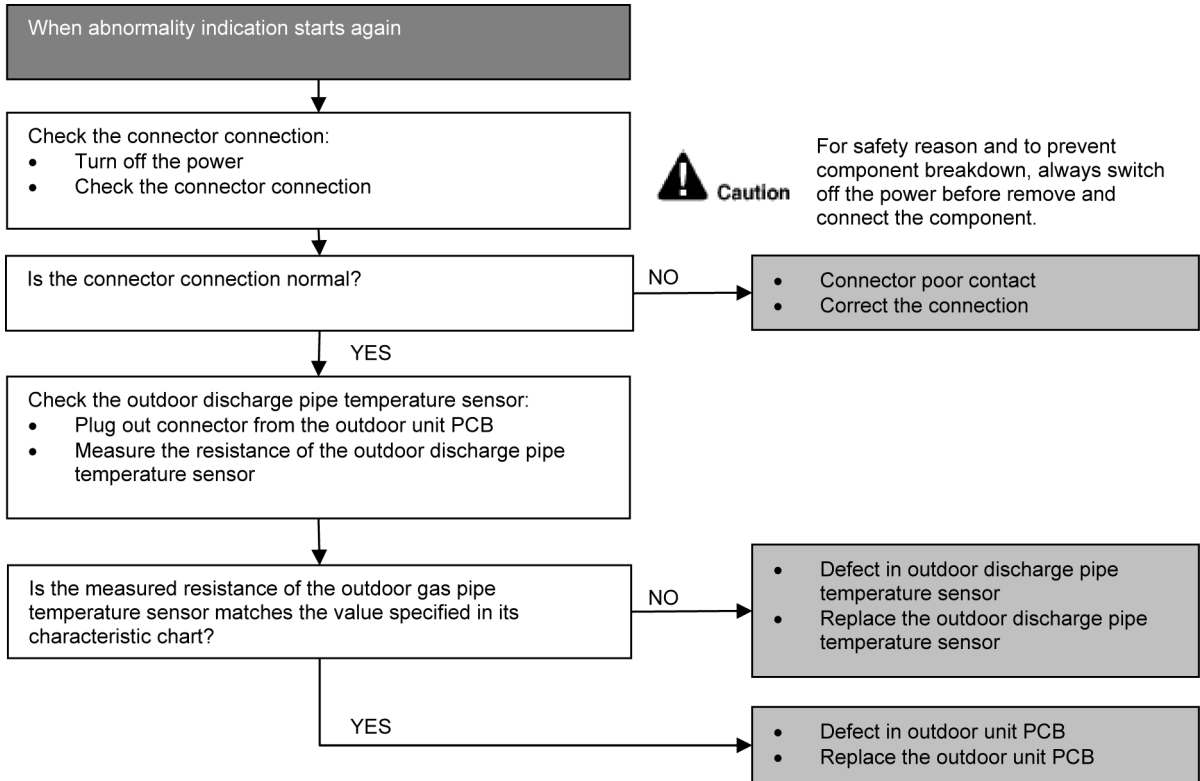 When abnormality indication starts again
Check the connector connection:
• Turn off the power
• Check the connector connection
Caution
For safety reason and to prevent
component breakdown, always switch
off the power before remove and
connect the component.
Is the connector connection normal?
NO
• Connector poor contact
• Correct the connection
YES
Check the outdoor discharge pipe temperature sensor:
• Plug out connector from the outdoor unit PCB
• Measure the resistance of the outdoor discharge pipe
temperature sensor
Is the measured resistance of the outdoor gas pipe
temperature sensor matches the value specified in its
characteristic chart?
NO
• Defect in outdoor discharge pipe
temperature sensor
• Replace the outdoor discharge pipe
temperature sensor
YES
• Defect in outdoor unit PCB
• Replace the outdoor unit PCB